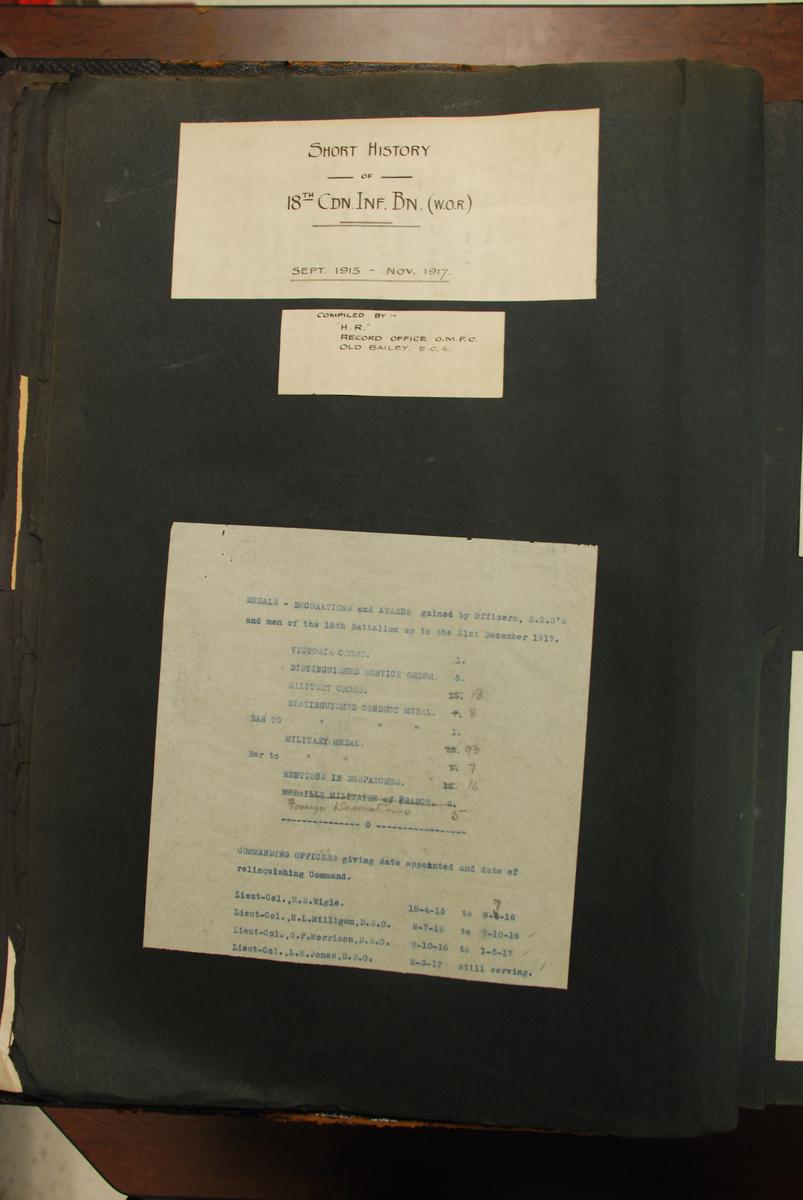 SHORT HISTORY
OF
18TH CDN. INF. BN. (W.O.R.)
SEPT. 1915 - NOV. 1917.
COMPILED BY :-
"H.R."
RECORD OFFICE O.M.F.C.
OLD BAILEY. E.C.4.
MEDALS - DECORATIONS and AWARDS gained by Officers, N.C.O's
and men of the 18th Battalion up to the 31st December 1917.
VICTORIA CROSS. 1.
DISTINGUISHED SERVICE ORDER. 5.
MILITARY CROSS. 18
DISTINGUISHED CONDUCT MEDAL. 7. 8
BAR TO " " " 1.
MILITARY MEDAL. 93
Bar to " " 7
MENTIONS IN DESPATCHES. 16
MEDAILLE MILITAIRE of FRANCE. 2.
Foreign Decorations 5
--------------- 0 -----------------
COMMANDING OFFICERS giving date appointed and date of
relinquishing Command.
Lieut-Col.,E.S.Wigle. 18-4-15 to 8-7-16
Lieut-Col.,H.L.Milligan,D.S.O. 8-7-16 to 7-10-16
Lieut-Col.,G.F.Morrison,D.S.O. 9-10-16 to 1-5-17
Lieut-Col.,L.E.Jones,D.S.O. 2-5-17 still serving.